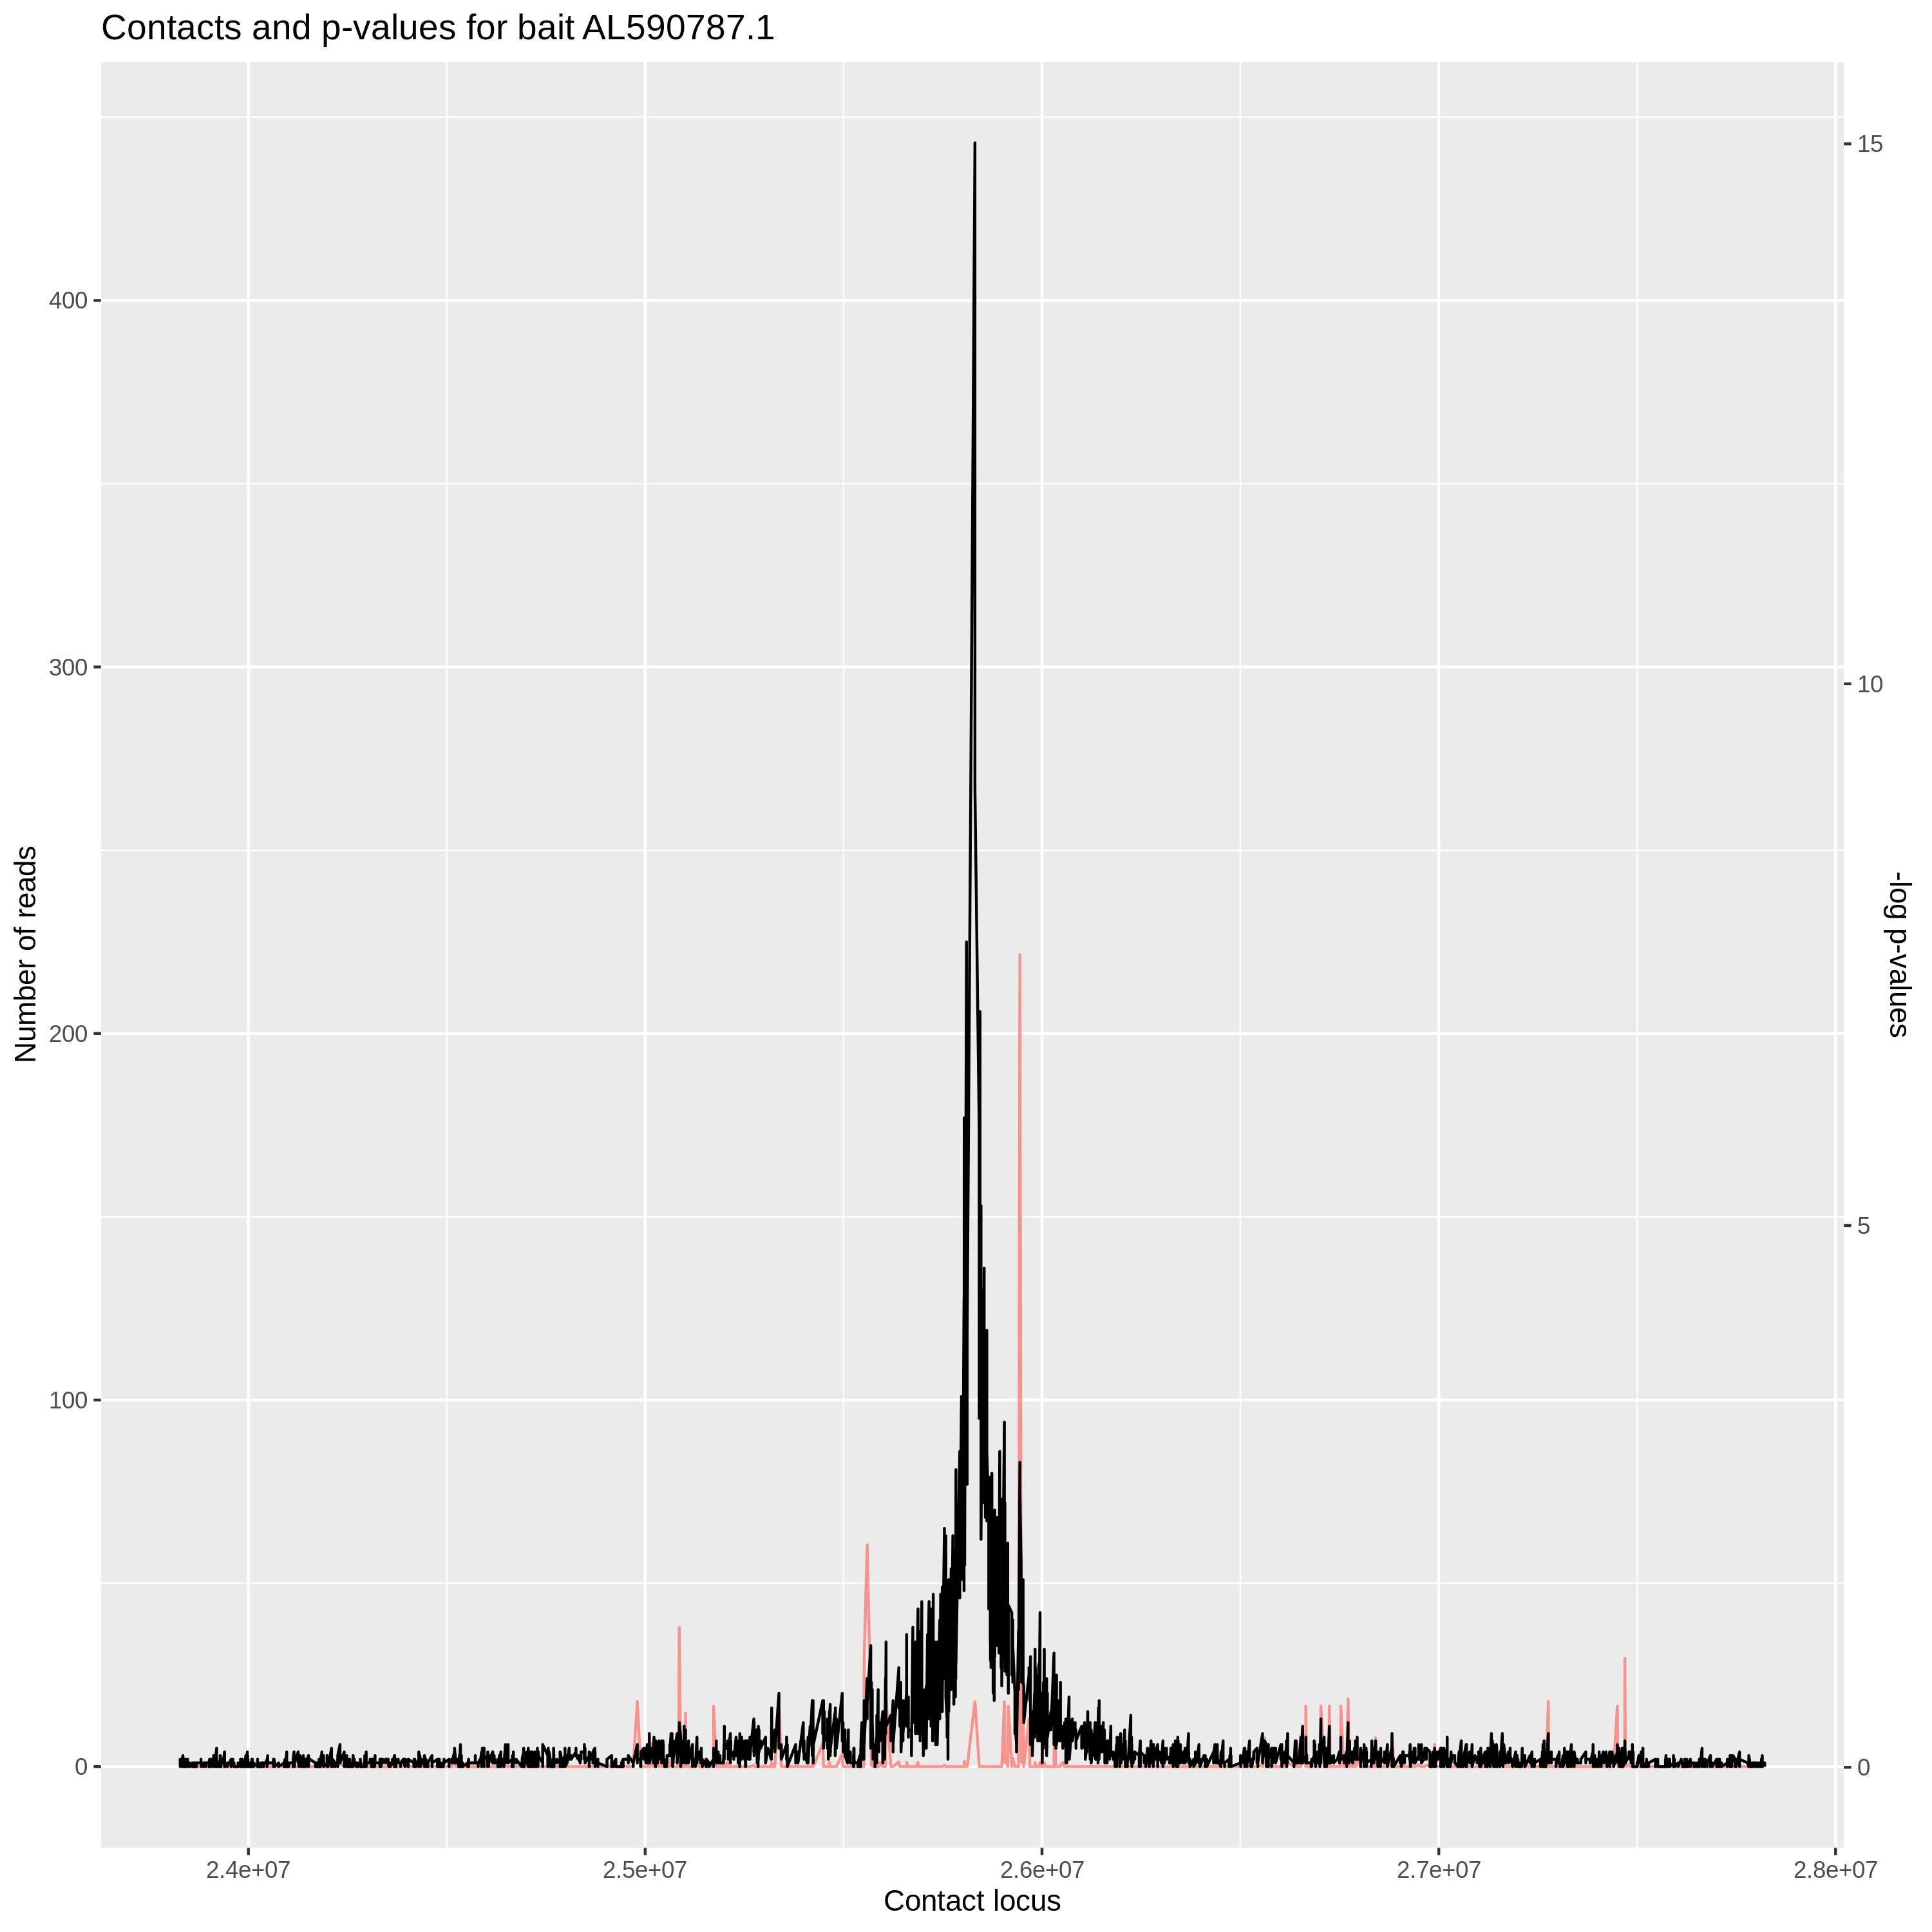 Contacts and p-values for bait AL590787.1
Number of reads
400
300
200
100
0
15
10
5
0
-log p-values
2.4e+07 2.5e+07 2.6e+07 2.7e+07 2.8e+07
Contact locus